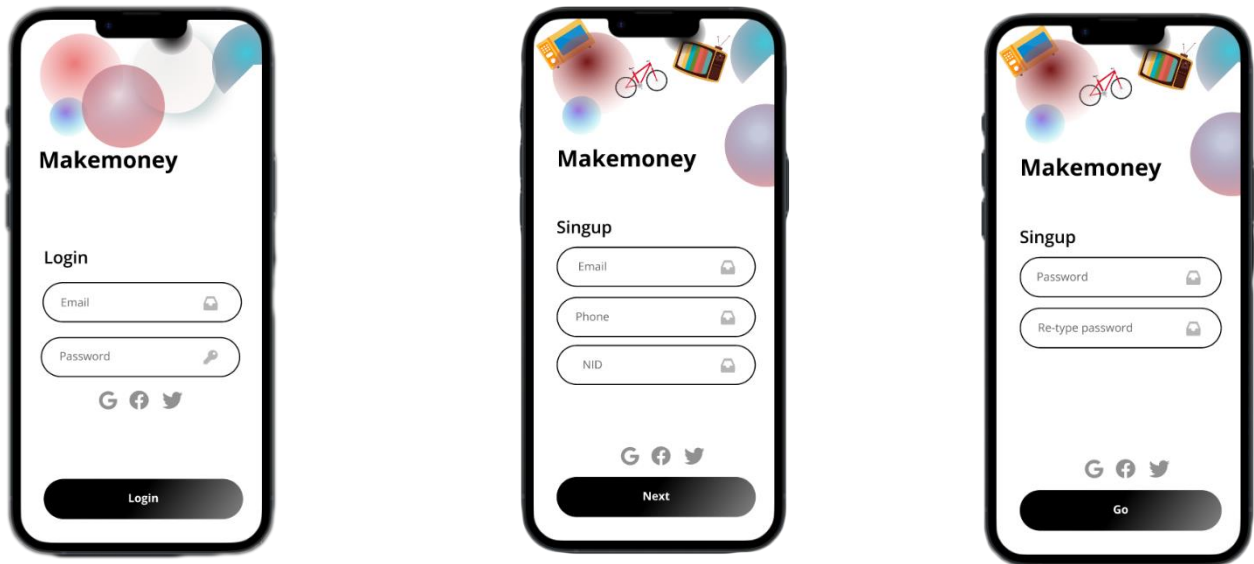 Makemoney
Login
Email
Password
Login
Makemoney
Singup
Email
Phone
NID
Next
Makemoney
Singup
Password
Re-type password
Go